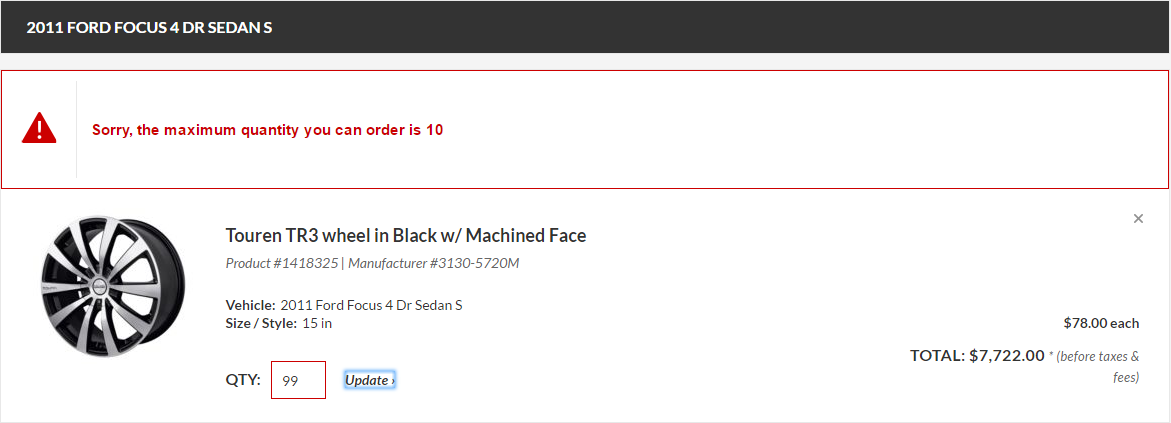 2011 FORD FOCUS 4 DR SEDAN S
Sorry, the maximum quantity you can order is 10
Touren TR3 wheel in Black w/ Machined Face
Product #1418325 | Manufacturer #3130-5720M
Vehicle: 2011 Ford Focus 4 Dr Sedan S
Size / Style: 15 in
$78.00 each
TOTAL: $7,722.00 * (before taxes &
fees)
QTY: 99 Update ›